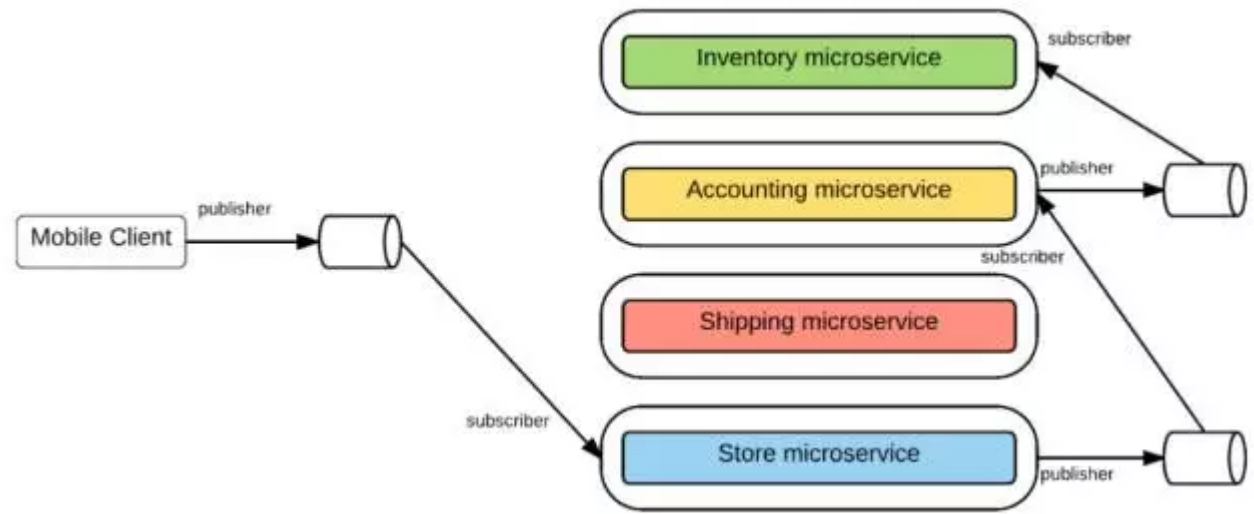 Inventory microservice
subscriber
Accounting microservice
publisher
publisher
Mobile Client
subscriber
Shipping microservice
subscriber
Store microservice
publisher